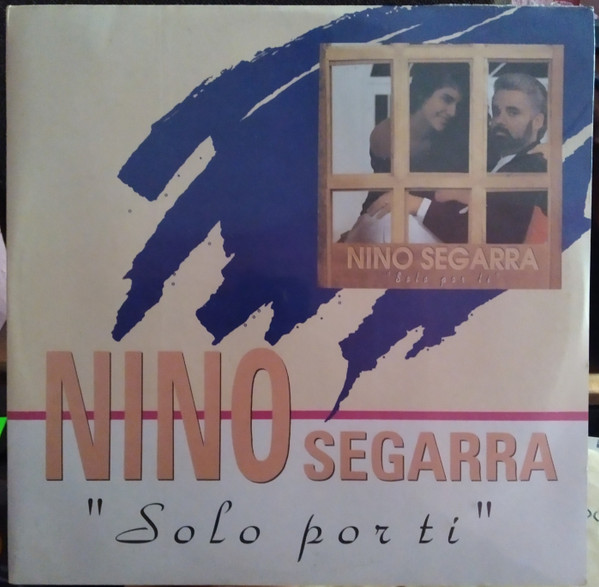 NINO SEGARRA
"Solo por ti"
NINO SEGARRA
"Solo por ti"